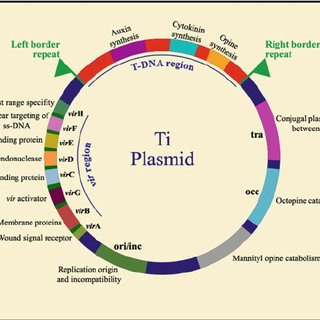 Auxin
synthesis
Cytokinin
synthesis
Opine
synthesis
Left border
repeat
Right border
repeat
T-DNA region
st range specifity
ear targeting of
ss-DNA
nding protein
endonuclease
nding protein
vir activator
Membrane proteins
Wound signal receptor
virH
virF
virE
virD
virC
virG
virB
virA
vir region
Ti
Plasmid
tra
Conjugal plas
between
occ
Octopine cata
Mannityl opine catabolism
ori/inc
Replication origin
and incompatibility